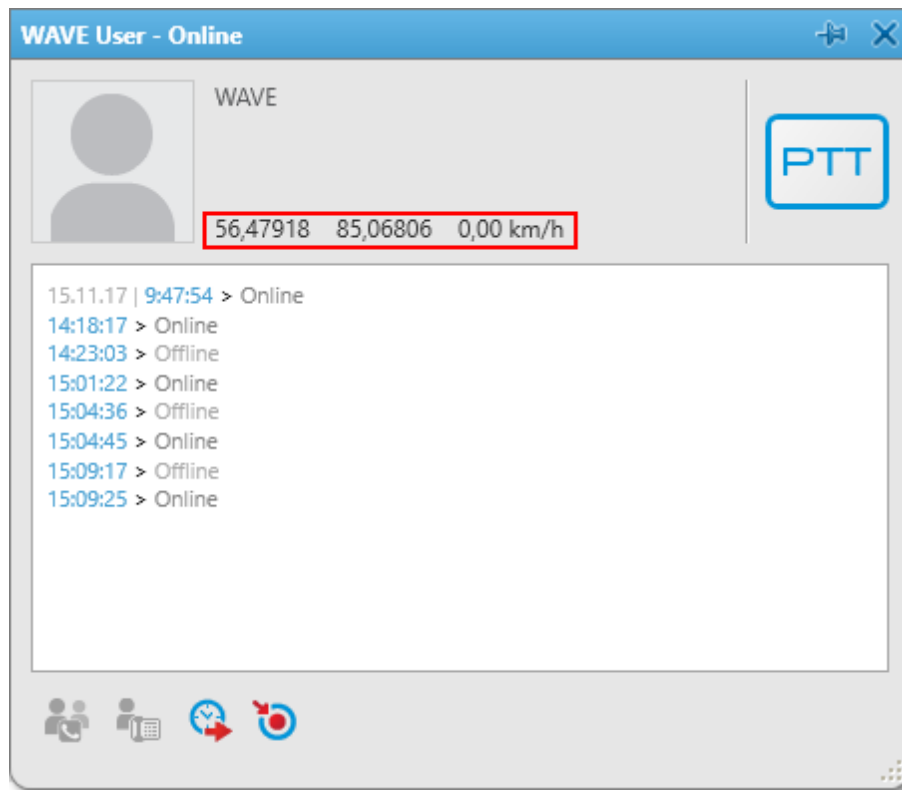 WAVE User - Online
WAVE
PTT
56,47918 85,06806 0,00 km/h
15.11.17 | 9:47:54 > Online
14:18:17 > Online
14:23:03 > Offline
15:01:22 > Online
15:04:36 > Offline
15:04:45 > Online
15:09:17 > Offline
15:09:25 > Online